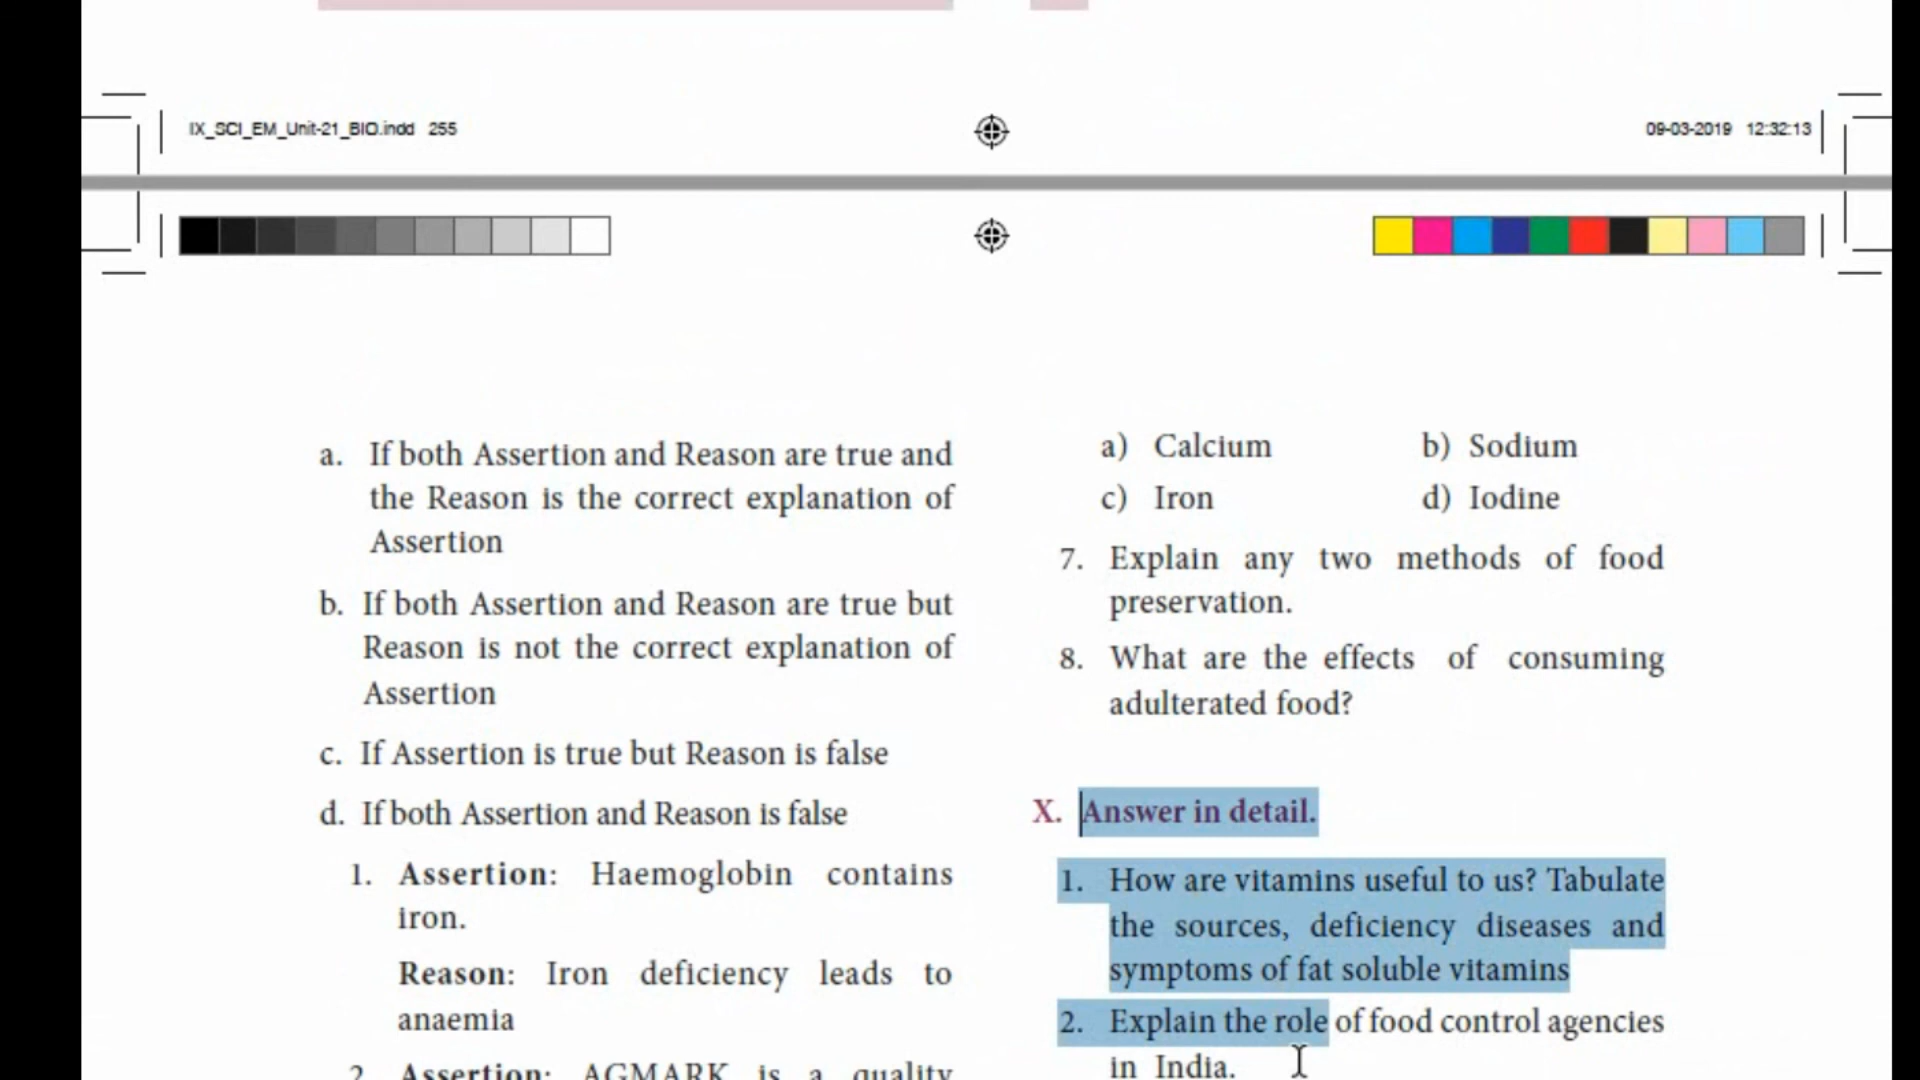 IX_SCI_EM_Unit-21_BIO.indd 255
09-03-2019 12:32:13
a. If both Assertion and Reason are true and
the Reason is the correct explanation of
Assertion
b. If both Assertion and Reason are true but
Reason is not the correct explanation of
Assertion
c. If Assertion is true but Reason is false
d. If both Assertion and Reason is false
1. Assertion: Haemoglobin contains
iron.
Reason: Iron deficiency leads to
anaemia
2. Assertion: AGMARK is a quality
a) Calcium b) Sodium
c) Iron d) Iodine
7. Explain any two methods of food
preservation.
8. What are the effects of consuming
adulterated food?
X. Answer in detail.
1. How are vitamins useful to us? Tabulate
the sources, deficiency diseases and
symptoms of fat soluble vitamins
2. Explain the role of food control agencies
in India.